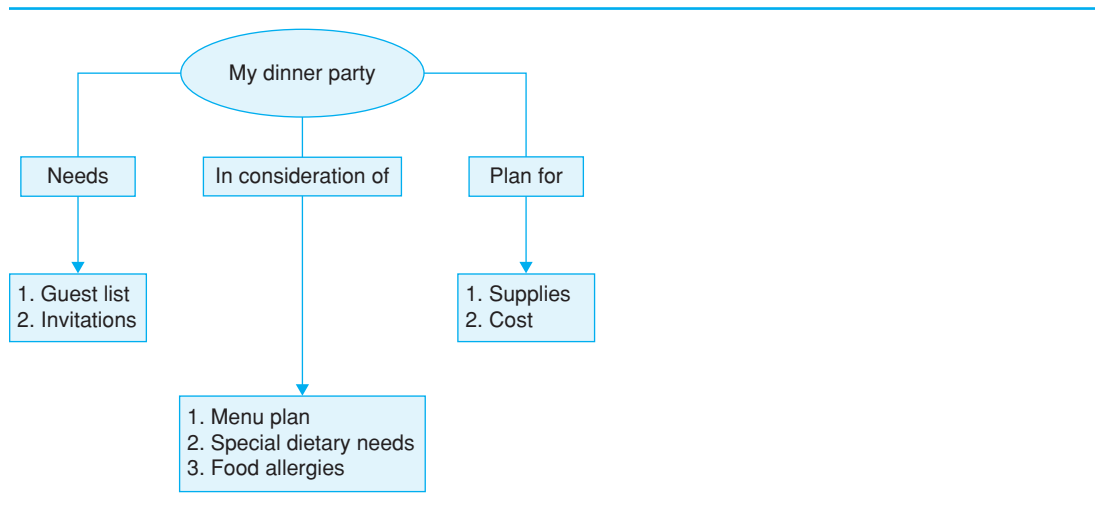 My dinner party
Needs
In consideration of
Plan for
1. Guest list
2. Invitations
1. Supplies
2. Cost
1. Menu plan
2. Special dietary needs
3. Food allergies